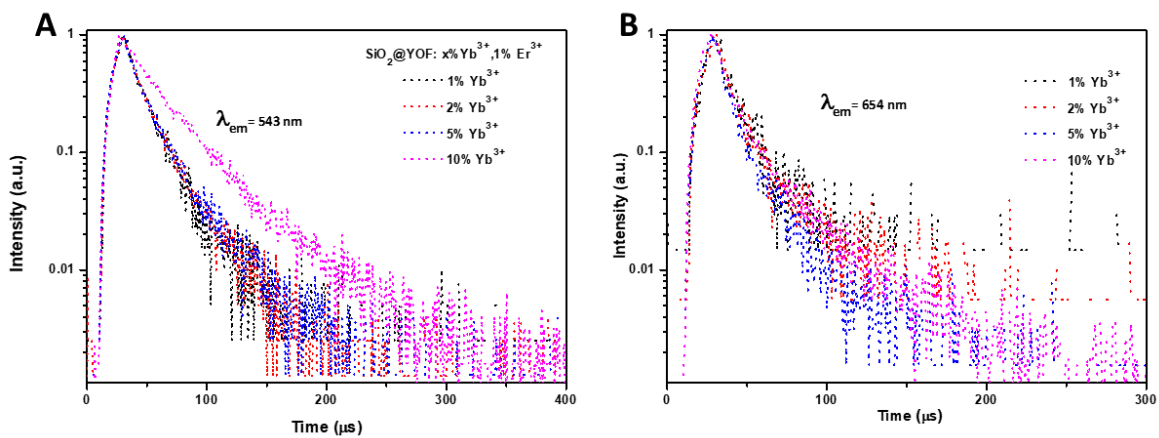 A
SiO₂@YOF: x%Yb³⁺,1% Er³⁺
1% Yb³⁺
2% Yb³⁺
5% Yb³⁺
10% Yb³⁺
λem= 543 nm
1
0.1
0.01
Intensity (a.u.)
0 100 200 300 400
Time (μs)
B
1% Yb³⁺
2% Yb³⁺
5% Yb³⁺
10% Yb³⁺
λem= 654 nm
1
0.1
0.01
Intensity (a.u.)
0 100 200 300
Time (μs)